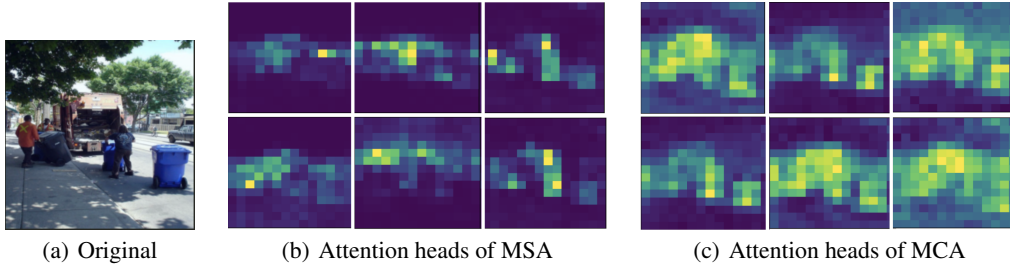 (a) Original
(b) Attention heads of MSA
(c) Attention heads of MCA